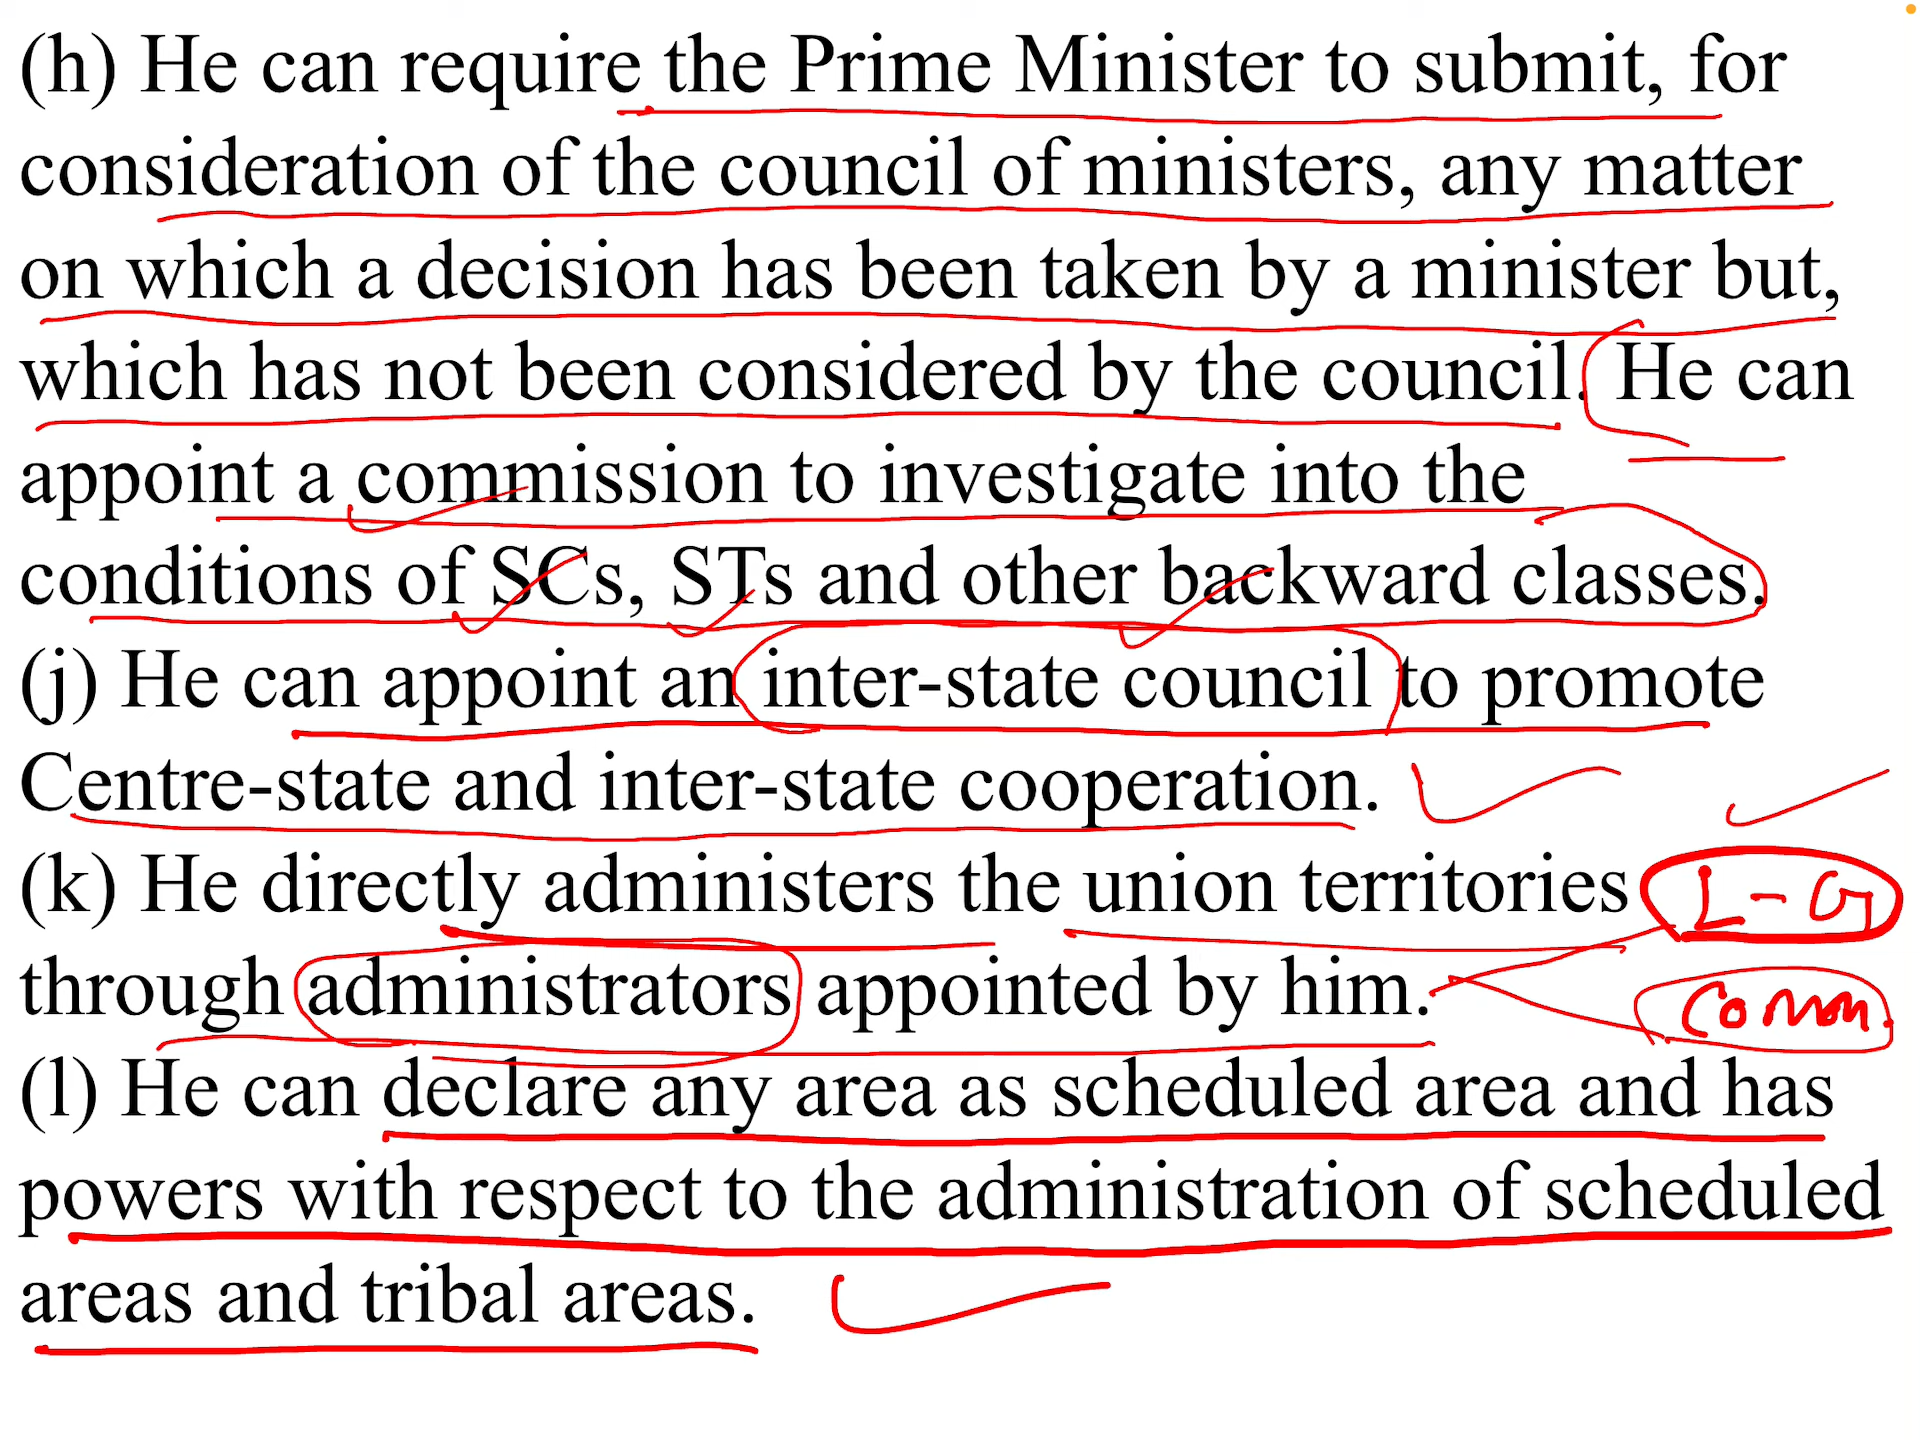 (h) He can require the Prime Minister to submit, for
consideration of the council of ministers, any matter
on which a decision has been taken by a minister but,
which has not been considered by the council. He can
appoint a commission to investigate into the
conditions of SCs, STs and other backward classes.
(j) He can appoint an inter-state council to promote
Centre-state and inter-state cooperation.
(k) He directly administers the union territories L-G
through administrators appointed by him. Comm.
(l) He can declare any area as scheduled area and has
powers with respect to the administration of scheduled
areas and tribal areas.